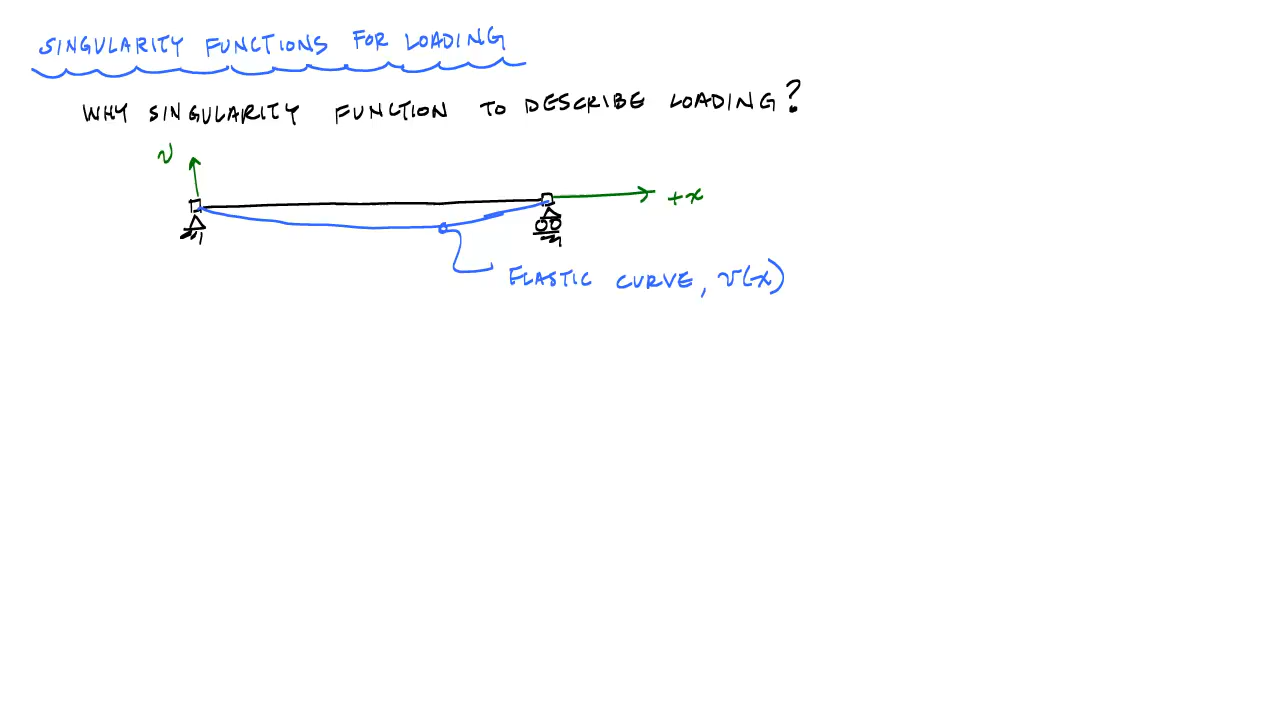 SINGULARITY FUNCTIONS FOR LOADING
WHY SINGULARITY FUNCTION TO DESCRIBE LOADING?
v
+x
ELASTIC CURVE, v(x)